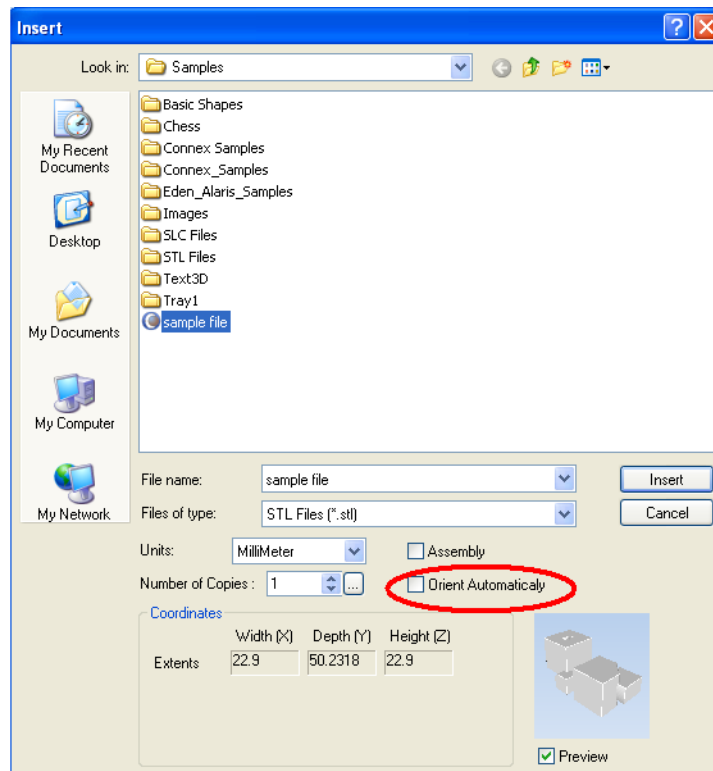 Insert
Look in: Samples
Basic Shapes
Chess
Connex Samples
Connex_Samples
Eden_Alaris_Samples
Images
SLC Files
STL Files
Text3D
Tray1
sample file
My Recent
Documents
Desktop
My Documents
My Computer
My Network
File name: sample file Insert
Files of type: STL Files (*.stl) Cancel
Units: MilliMeter Assembly
Number of Copies : 1 ... Orient Automaticaly
Coordinates
Width (X) Depth (Y) Height (Z)
Extents 22.9 50.2318 22.9
Preview